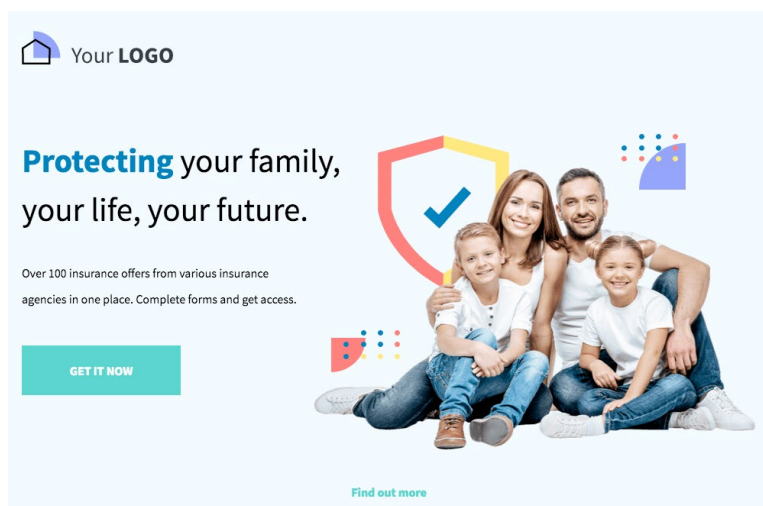 Your LOGO
Protecting your family,
your life, your future.
Over 100 insurance offers from various insurance
agencies in one place. Complete forms and get access.
GET IT NOW
Find out more